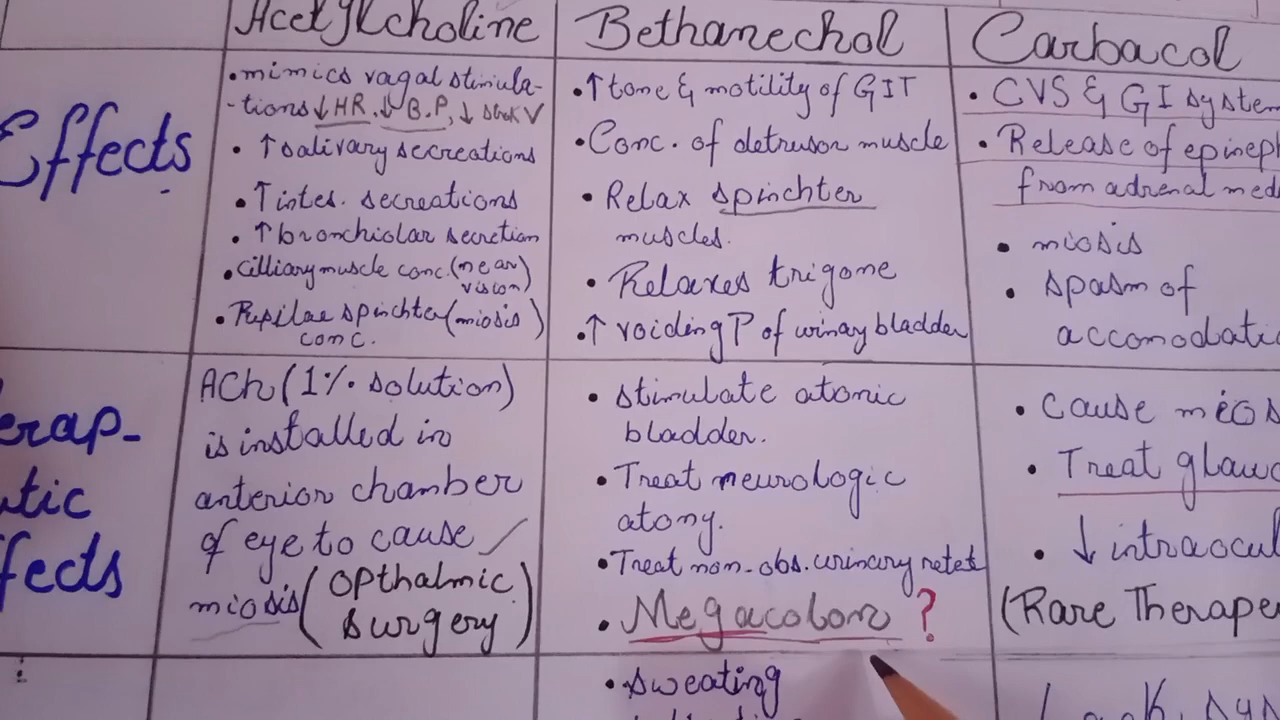 Acetylcholine
Bethanechol
Carbacol
Effects
•mimics vagal stimula-
-tions ↓HR, ↓B.P, ↓
• ↑salivary secreations
• ↑intes. secreations
• ↑bronchiolar secretion
•cilliary muscle conc.(near
vision)
•Pupilae spinchter(miosis)
conc.
•↑tone & motility of GIT
•Conc. of detrusor muscle
• Relax spinchter
muscles.
•Relaxes trigone
•↑ voiding P of urinary bladder
• CVS & GI system
• Release of epineph
from adrenal med
• miosis
• spasm of
accomodatio
erap-
tic
fects
ACh(1% solution)
is installed in
anterior chamber
of eye to cause
miosis(opthalmic
surgery)
• stimulate atonic
bladder.
•Treat neurologic
atony.
•Treat non-obs. urinary retet
• Megacolon ?
• cause mios
• Treat glauc
• ↓intraocul
(Rare Therape
:
•sweating